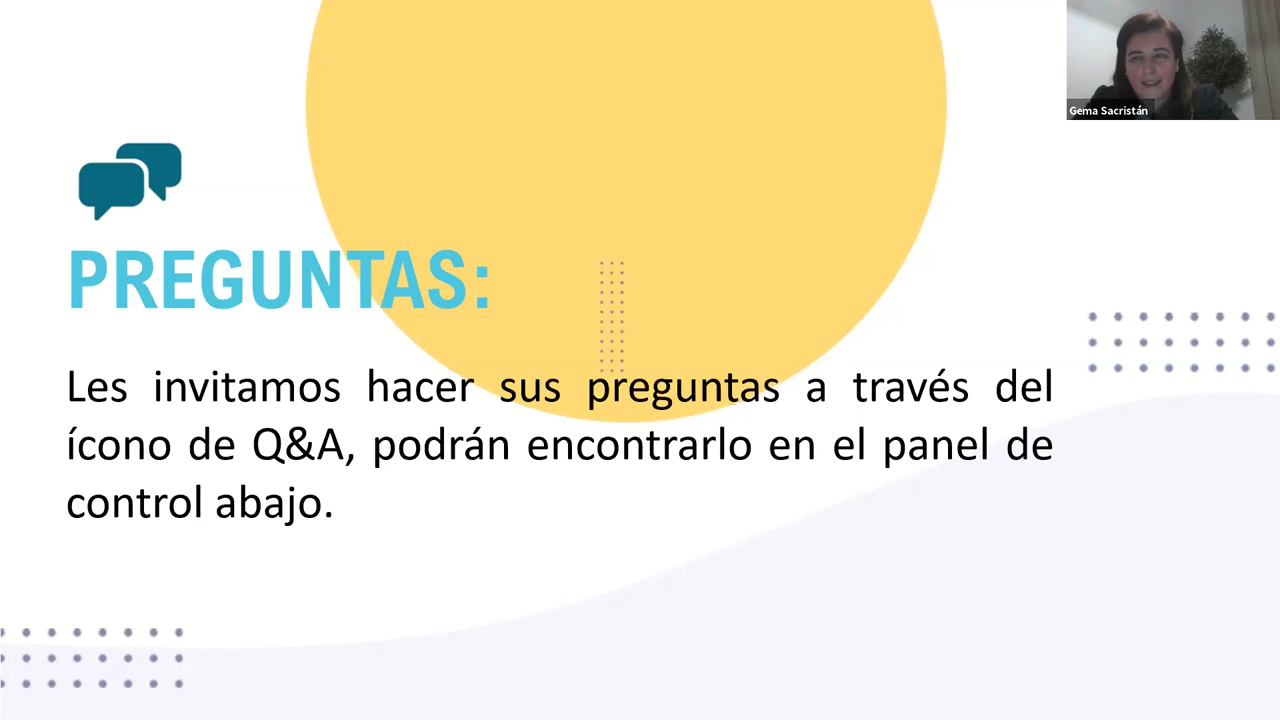 Gema Sacristán
PREGUNTAS:
Les invitamos hacer sus preguntas a través del
ícono de Q&A, podrán encontrarlo en el panel de
control abajo.